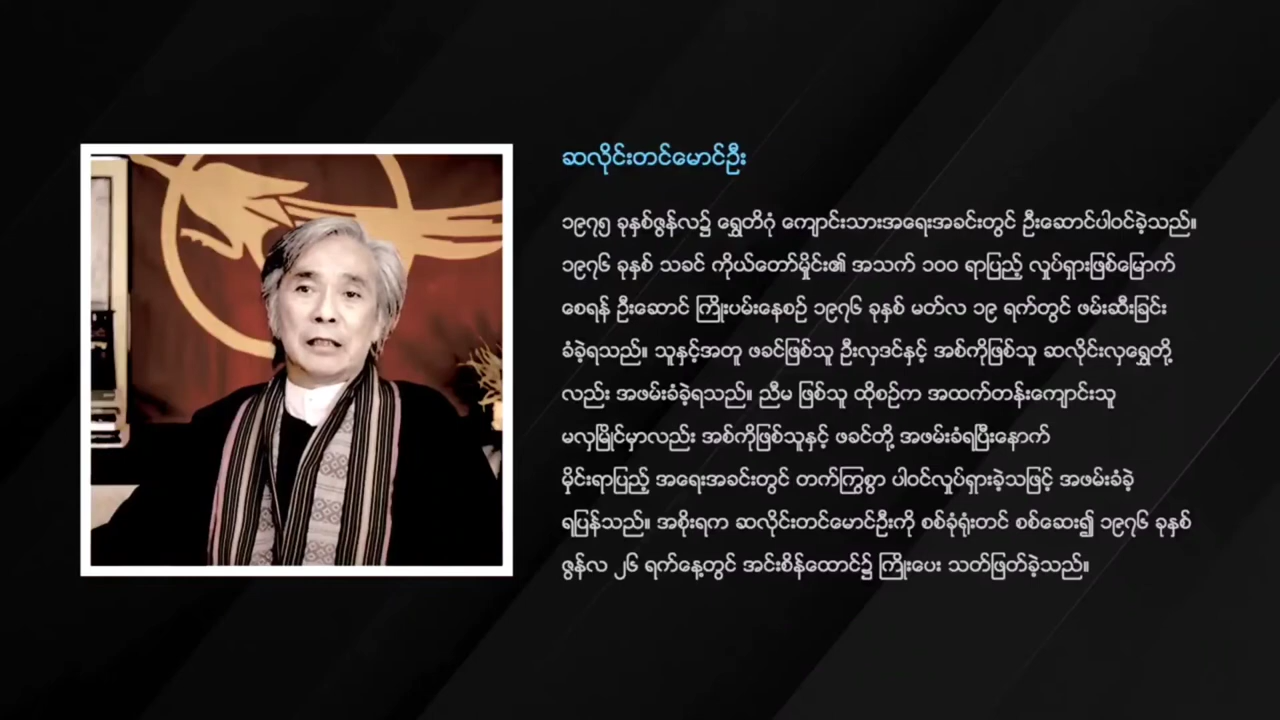 ဆလိုင်းတင်မောင်ဦး
၁၉၇၅ ခုနှစ်ဇွန်လ၌ ရွှေတိဂုံ ကျောင်းသားအရေးအခင်းတွင် ဦးဆောင်ပါဝင်ခဲ့သည်။
၁၉၇၆ ခုနှစ် သခင် ကိုယ်တော်မှိုင်း၏ အသက် ၁၀၀ ရာပြည့် လှုပ်ရှားဖြစ်မြောက်
စေရန် ဦးဆောင် ကြိုးပမ်းနေစဉ် ၁၉၇၆ ခုနှစ် မတ်လ ၁၉ ရက်တွင် ဖမ်းဆီးခြင်း
ခံခဲ့ရသည်။ သူနှင့်အတူ ဖခင်ဖြစ်သူ ဦးလှဒင်နှင့် အစ်ကိုဖြစ်သူ ဆလိုင်းလှရွှေတို့
လည်း အဖမ်းခံခဲ့ရသည်။ ညီမ ဖြစ်သူ ထိုစဉ်က အထက်တန်းကျောင်းသူ
မလှမြိုင်မှာလည်း အစ်ကိုဖြစ်သူနှင့် ဖခင်တို့ အဖမ်းခံရပြီးနောက်
မှိုင်းရာပြည့် အရေးအခင်းတွင် တက်ကြွစွာ ပါဝင်လှုပ်ရှားခဲ့သဖြင့် အဖမ်းခံခဲ့
ရပြန်သည်။ အစိုးရက ဆလိုင်းတင်မောင်ဦးကို စစ်ခုံရုံးတင် စစ်ဆေး၍ ၁၉၇၆ ခုနှစ်
ဇွန်လ ၂၆ ရက်နေ့တွင် အင်းစိန်ထောင်၌ ကြိုးပေး သတ်ဖြတ်ခဲ့သည်။